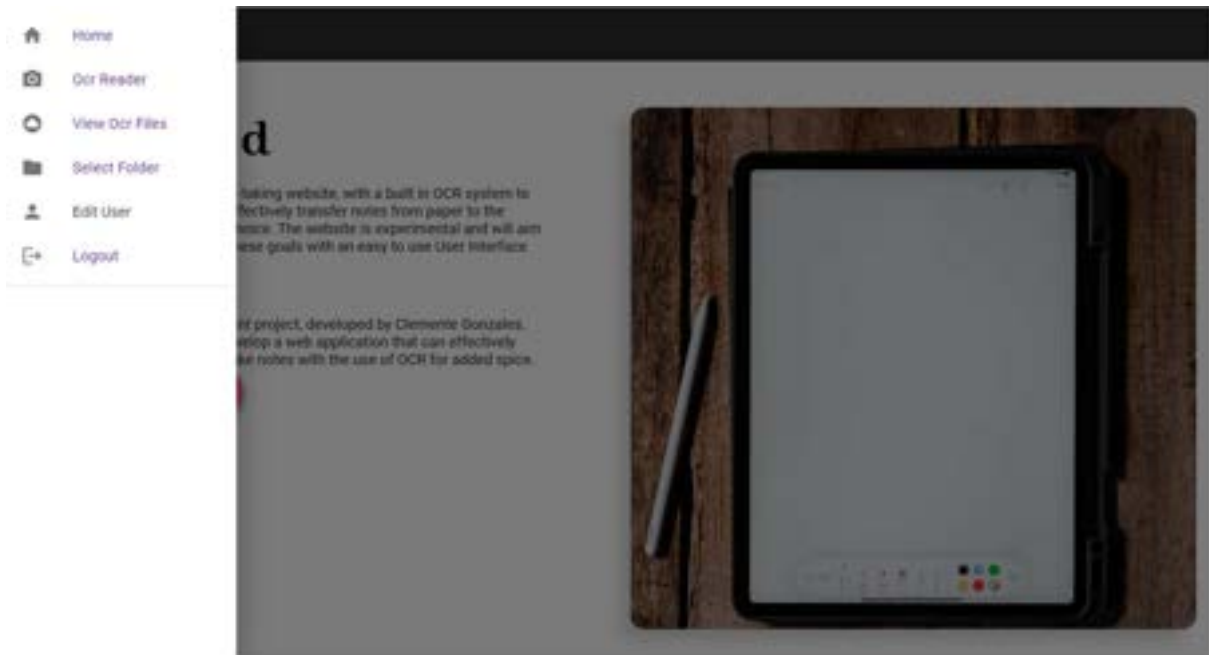 Home
Ocr Reader
View Ocr Files
Select Folder
Edit User
Logout
d
-taking website, with a built in OCR system to
ffectively transfer notes from paper to the
The website is experimental and will aim
ese goals with an easy to use User Interface
nt project, developed by Clemente Gonzales.
velop a web application that can effectively
ke notes with the use of OCR for added spice.